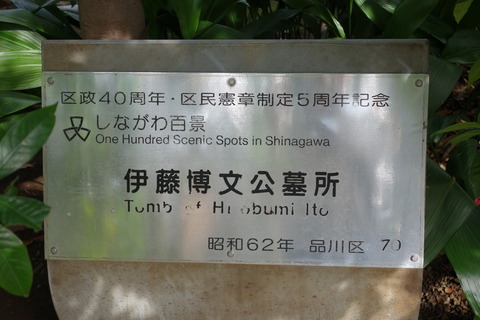 区政40周年・区民憲章制定5周年記念
しながわ百景
One Hundred Scenic Spots in Shinagawa
伊藤博文公墓所
Tomb of Hirobumi Ito
昭和62年 品川区 70